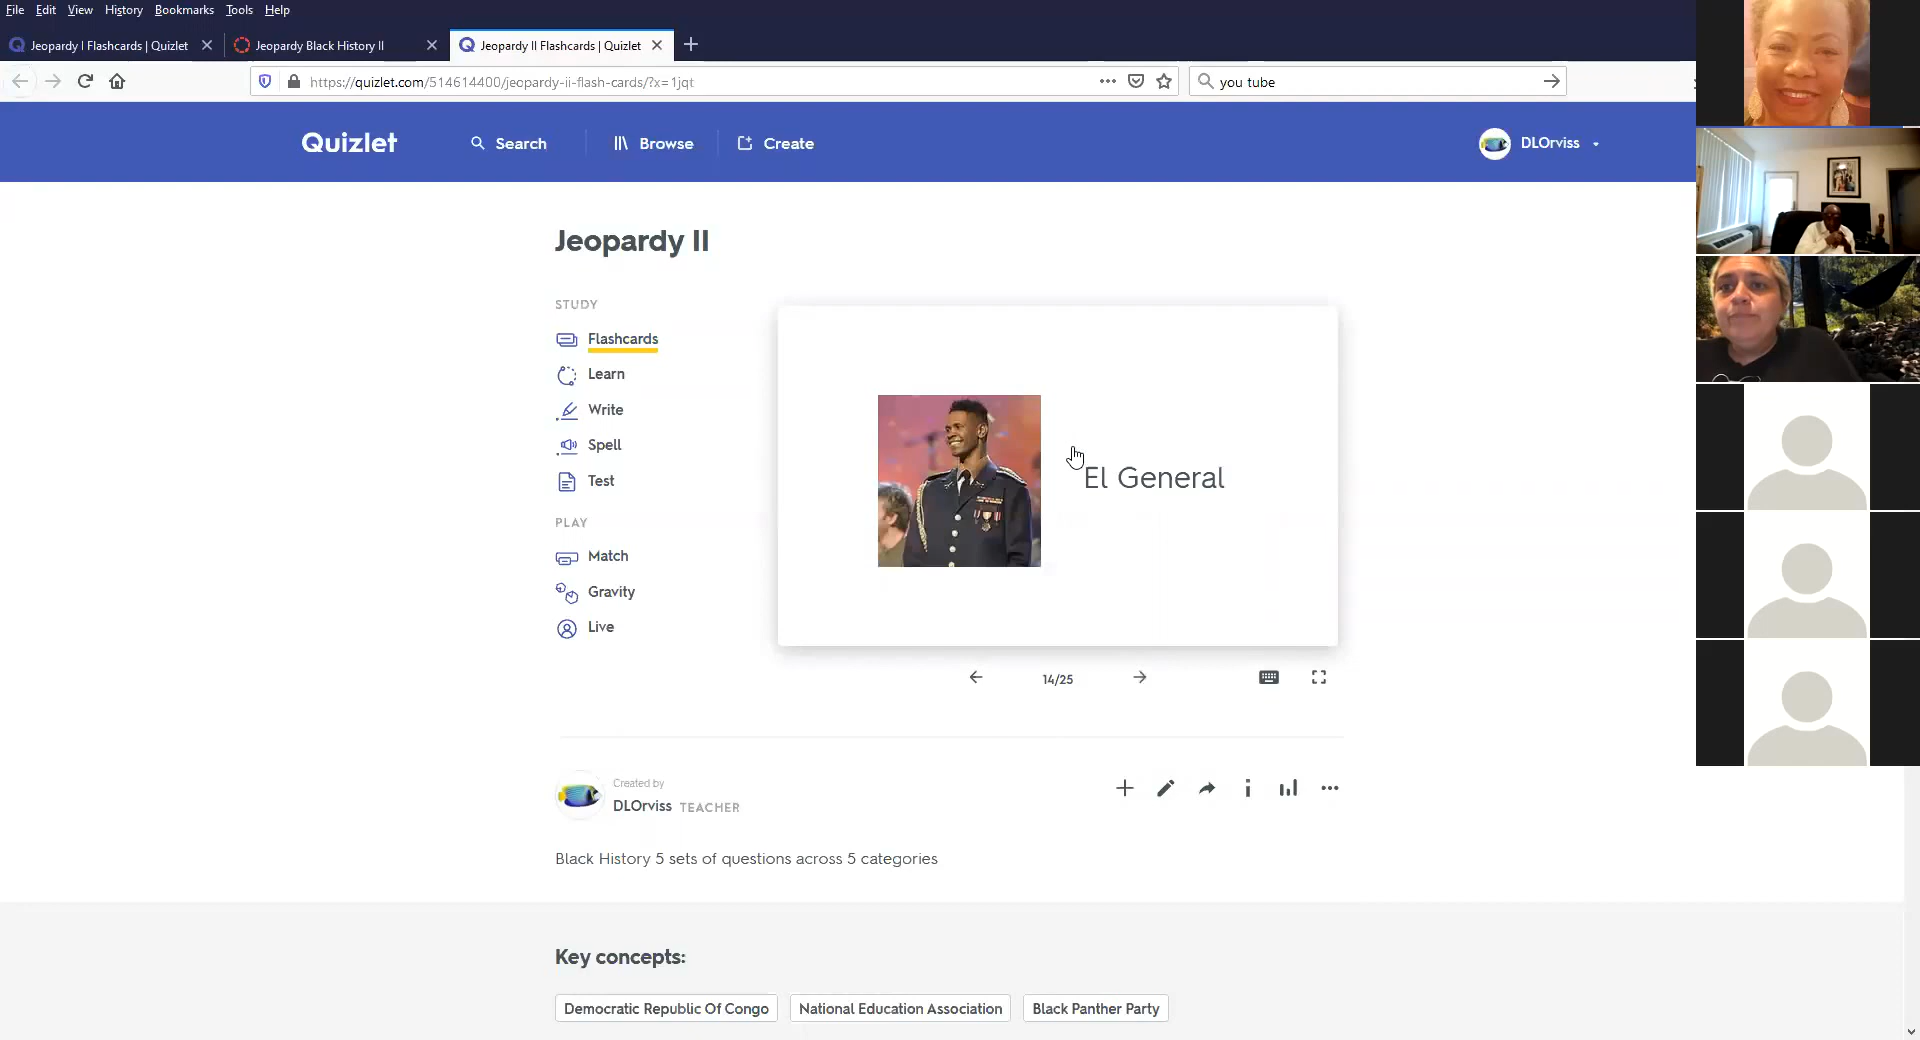 File Edit View History Bookmarks Tools Help
Jeopardy I Flashcards | Quizlet
Jeopardy Black History II
Jeopardy II Flashcards | Quizlet
https://quizlet.com/514614400/jeopardy-ii-flash-cards/?x=1jqt
you tube
Quizlet
Search
Browse
Create
DLOrviss
Jeopardy II
STUDY
Flashcards
Learn
Write
Spell
Test
PLAY
Match
Gravity
Live
El General
14/25
Created by
DLOrviss TEACHER
Black History 5 sets of questions across 5 categories
Key concepts:
Democratic Republic Of Congo
National Education Association
Black Panther Party